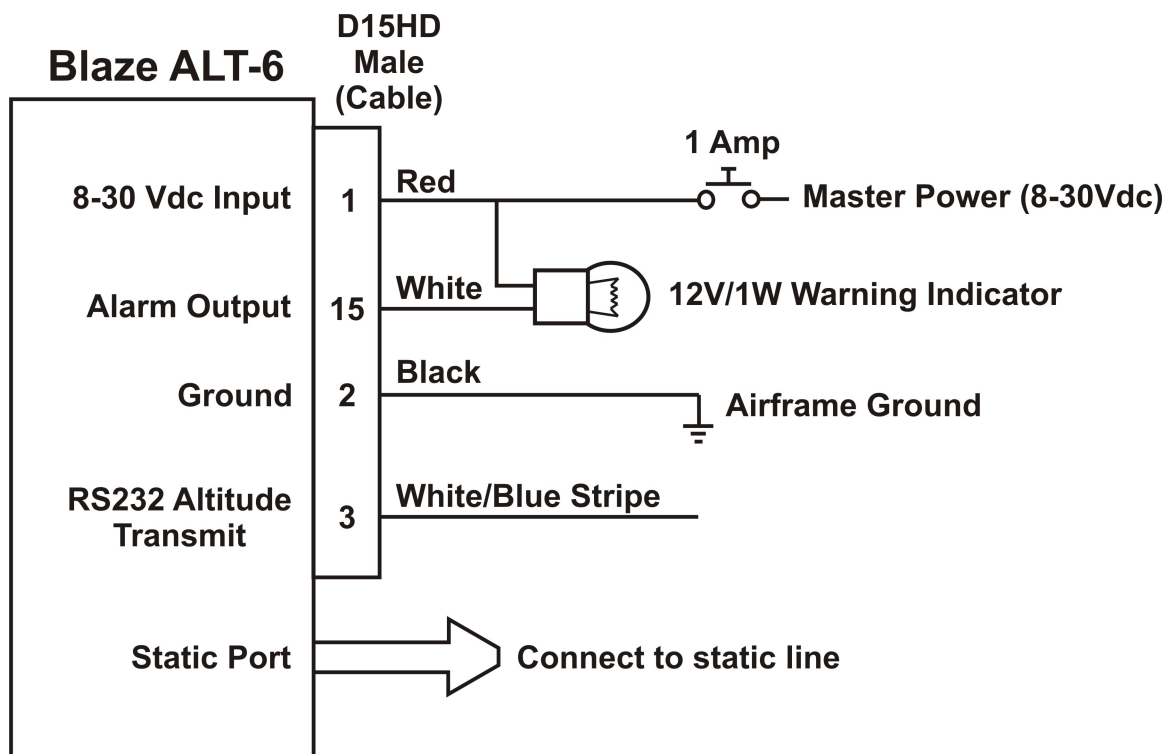 D15HD
Male
(Cable)
Blaze ALT-6
1 Amp
8-30 Vdc Input
1
Red
Master Power (8-30Vdc)
Alarm Output
15
White
12V/1W Warning Indicator
Ground
2
Black
Airframe Ground
RS232 Altitude
Transmit
3
White/Blue Stripe
Static Port
Connect to static line